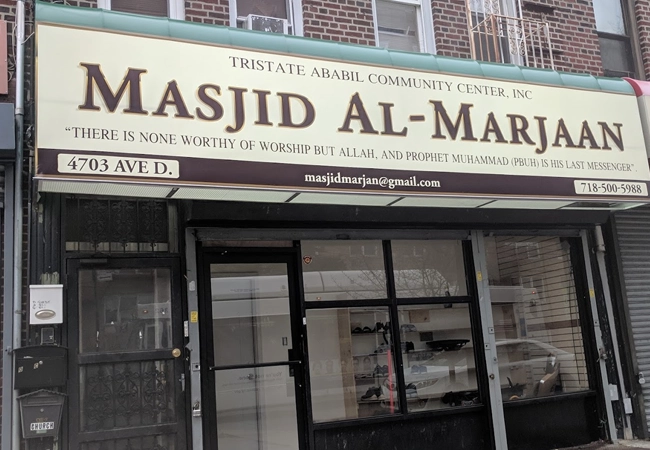 TRISTATE ABABIL COMMUNITY CENTER, INC
MASJID AL-MARJAAN
"THERE IS NONE WORTHY OF WORSHIP BUT ALLAH, AND PROPHET MUHAMMAD (PBUH) IS HIS LAST MESSENGER"
4703 AVE D.
masjidmarjan@gmail.com
718-500-5988
CHURCH